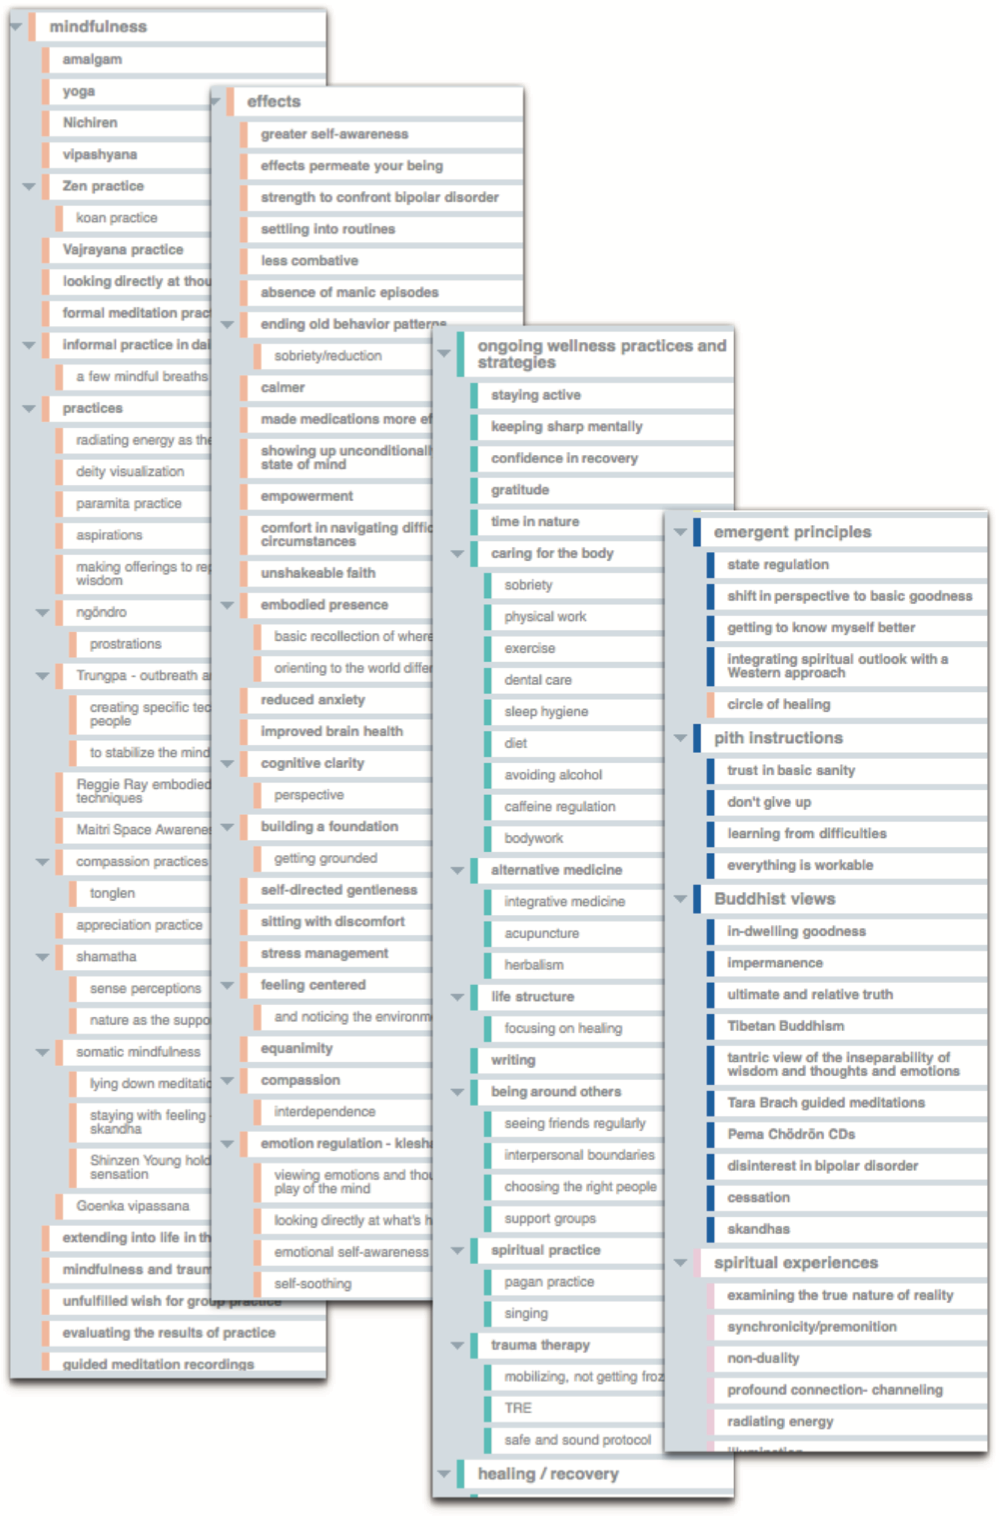 mindfulness
amalgam
yoga
Nichiren
vipashyana
Zen practice
koan practice
Vajrayana practice
looking directly at thou
formal meditation prac
informal practice in dai
a few mindful breaths
practices
radiating energy as the
deity visualization
paramita practice
aspirations
making offerings to rep
wisdom
ngöndro
prostrations
Trungpa - outbreath a
creating specific tec
people
to stabilize the mind
Reggie Ray embodied
techniques
Maitri Space Awarenes
compassion practices
tonglen
appreciation practice
shamatha
sense perceptions
nature as the suppo
somatic mindfulness
lying down meditatio
staying with feeling -
skandha
Shinzen Young hold
sensation
Goenka vipassana
extending into life in th
mindfulness and traum
unfulfilled wish for group practice
evaluating the results of practice
guided meditation recordings
effects
greater self-awareness
effects permeate your being
strength to confront bipolar disorder
settling into routines
less combative
absence of manic episodes
ending old behavior patterns
sobriety/reduction
calmer
made medications more ef
showing up unconditionall
state of mind
empowerment
comfort in navigating diffic
circumstances
unshakeable faith
embodied presence
basic recollection of where
orienting to the world differ
reduced anxiety
improved brain health
cognitive clarity
perspective
building a foundation
getting grounded
self-directed gentleness
sitting with discomfort
stress management
feeling centered
and noticing the environm
equanimity
compassion
interdependence
emotion regulation - klesha
viewing emotions and thou
play of the mind
looking directly at what's h
emotional self-awareness
self-soothing
ongoing wellness practices and
strategies
staying active
keeping sharp mentally
confidence in recovery
gratitude
time in nature
caring for the body
sobriety
physical work
exercise
dental care
sleep hygiene
diet
avoiding alcohol
caffeine regulation
bodywork
alternative medicine
integrative medicine
acupuncture
herbalism
life structure
focusing on healing
writing
being around others
seeing friends regularly
interpersonal boundaries
choosing the right people
support groups
spiritual practice
pagan practice
singing
trauma therapy
mobilizing, not getting froz
TRE
safe and sound protocol
healing / recovery
emergent principles
state regulation
shift in perspective to basic goodness
getting to know myself better
integrating spiritual outlook with a
Western approach
circle of healing
pith instructions
trust in basic sanity
don't give up
learning from difficulties
everything is workable
Buddhist views
in-dwelling goodness
impermanence
ultimate and relative truth
Tibetan Buddhism
tantric view of the inseparability of
wisdom and thoughts and emotions
Tara Brach guided meditations
Pema Chödrön CDs
disinterest in bipolar disorder
cessation
skandhas
spiritual experiences
examining the true nature of reality
synchronicity/premonition
non-duality
profound connection- channeling
radiating energy
illumination